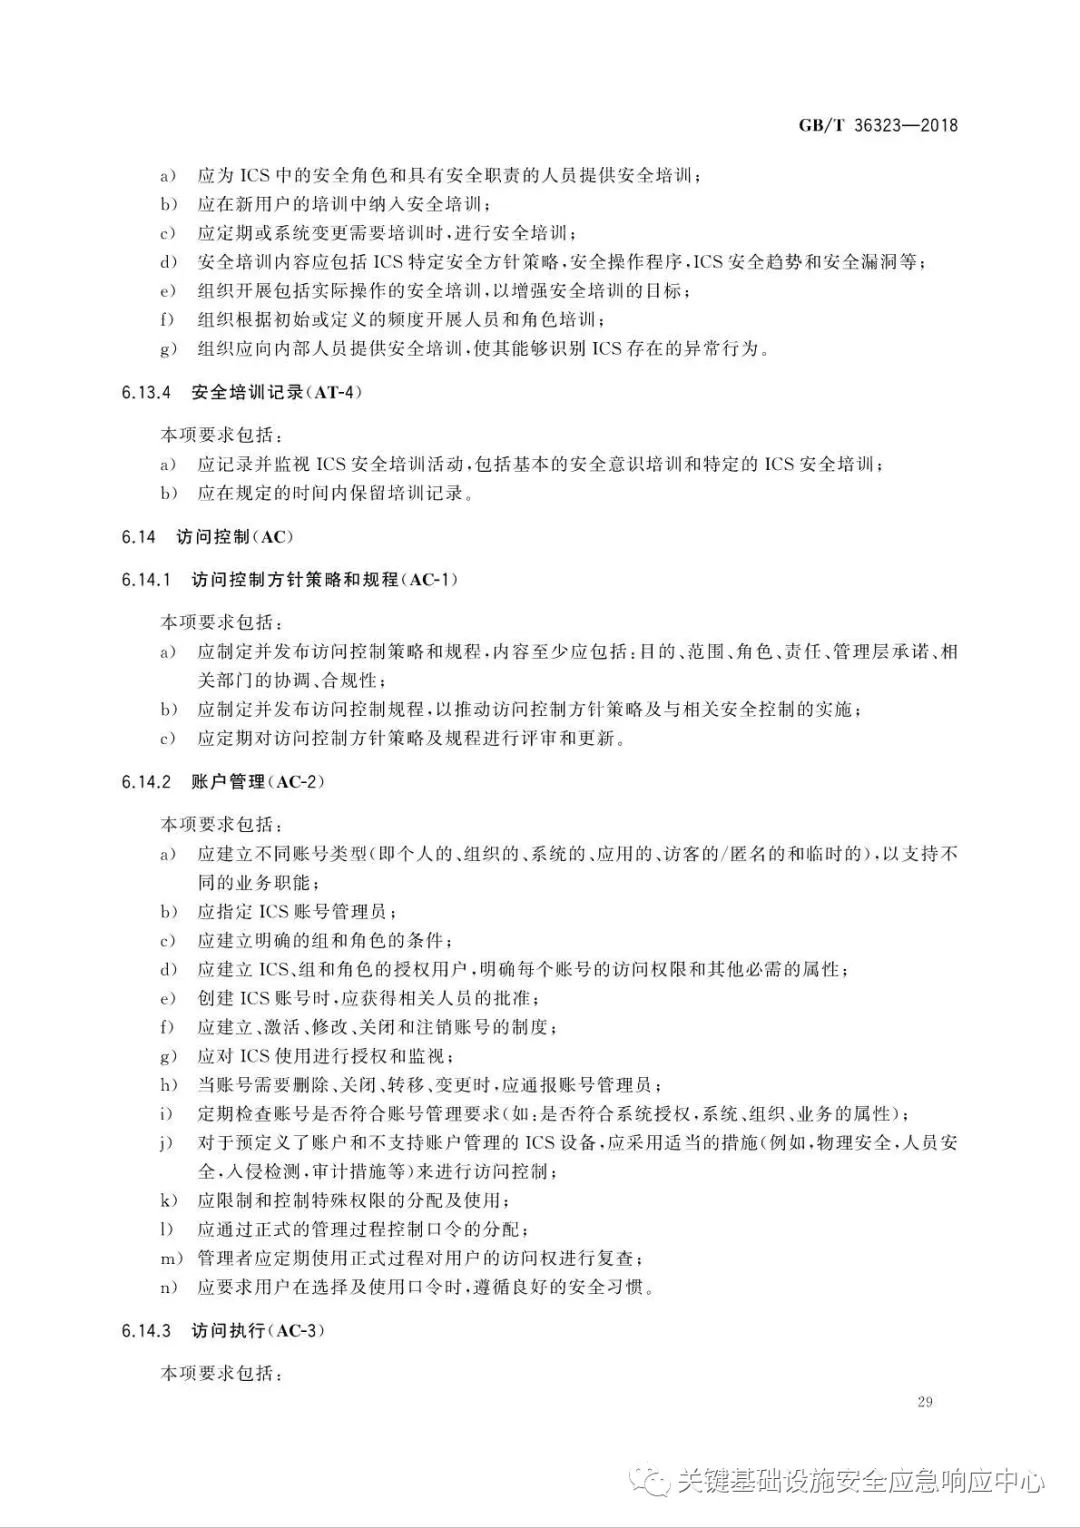 GB/T 36323—2018
a) 应为 ICS 中的安全角色和具有安全职责的人员提供安全培训;
b) 应在新用户的培训中纳入安全培训;
c) 应定期或系统变更需要培训时,进行安全培训;
d) 安全培训内容应包括 ICS 特定安全方针策略,安全操作程序,ICS 安全趋势和安全漏洞等;
e) 组织开展包括实际操作的安全培训,以增强安全培训的目标;
f) 组织根据初始或定义的频度开展人员和角色培训;
g) 组织应向内部人员提供安全培训,使其能够识别 ICS 存在的异常行为。
6.13.4 安全培训记录(AT-4)
本项要求包括:
a) 应记录并监视 ICS 安全培训活动,包括基本的安全意识培训和特定的 ICS 安全培训;
b) 应在规定的时间内保留培训记录。
6.14 访问控制(AC)
6.14.1 访问控制方针策略和规程(AC-1)
本项要求包括:
a) 应制定并发布访问控制策略和规程,内容至少应包括:目的、范围、角色、责任、管理层承诺、相
关部门的协调、合规性;
b) 应制定并发布访问控制规程,以推动访问控制方针策略及与相关安全控制的实施;
c) 应定期对访问控制方针策略及规程进行评审和更新。
6.14.2 账户管理(AC-2)
本项要求包括:
a) 应建立不同账号类型(即个人的、组织的、系统的、应用的、访客的/匿名的和临时的),以支持不
同的业务职能;
b) 应指定 ICS 账号管理员;
c) 应建立明确的组和角色的条件;
d) 应建立 ICS、组和角色的授权用户,明确每个账号的访问权限和其他必需的属性;
e) 创建 ICS 账号时,应获得相关人员的批准;
f) 应建立、激活、修改、关闭和注销账号的制度;
g) 应对 ICS 使用进行授权和监视;
h) 当账号需要删除、关闭、转移、变更时,应通报账号管理员;
i) 定期检查账号是否符合账号管理要求(如:是否符合系统授权,系统、组织、业务的属性);
j) 对于预定义了账户和不支持账户管理的 ICS 设备,应采用适当的措施(例如,物理安全,人员安
全,入侵检测,审计措施等)来进行访问控制;
k) 应限制和控制特殊权限的分配及使用;
l) 应通过正式的管理过程控制口令的分配;
m) 管理者应定期使用正式过程对用户的访问权进行复查;
n) 应要求用户在选择及使用口令时,遵循良好的安全习惯。
6.14.3 访问执行(AC-3)
本项要求包括:
29
关键基础设施安全应急响应中心